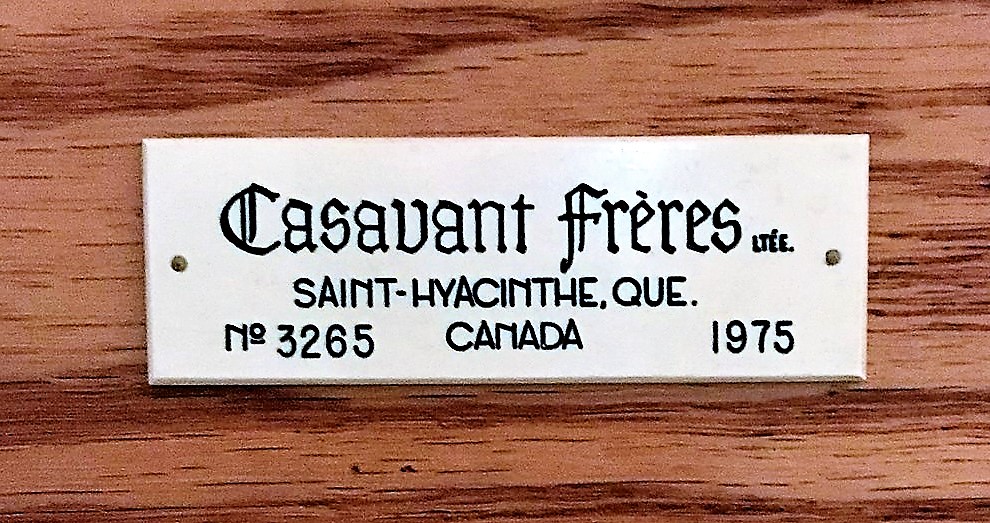 Casavant Frères LTÉE.
SAINT-HYACINTHE, QUE.
Nº 3265 CANADA 1975